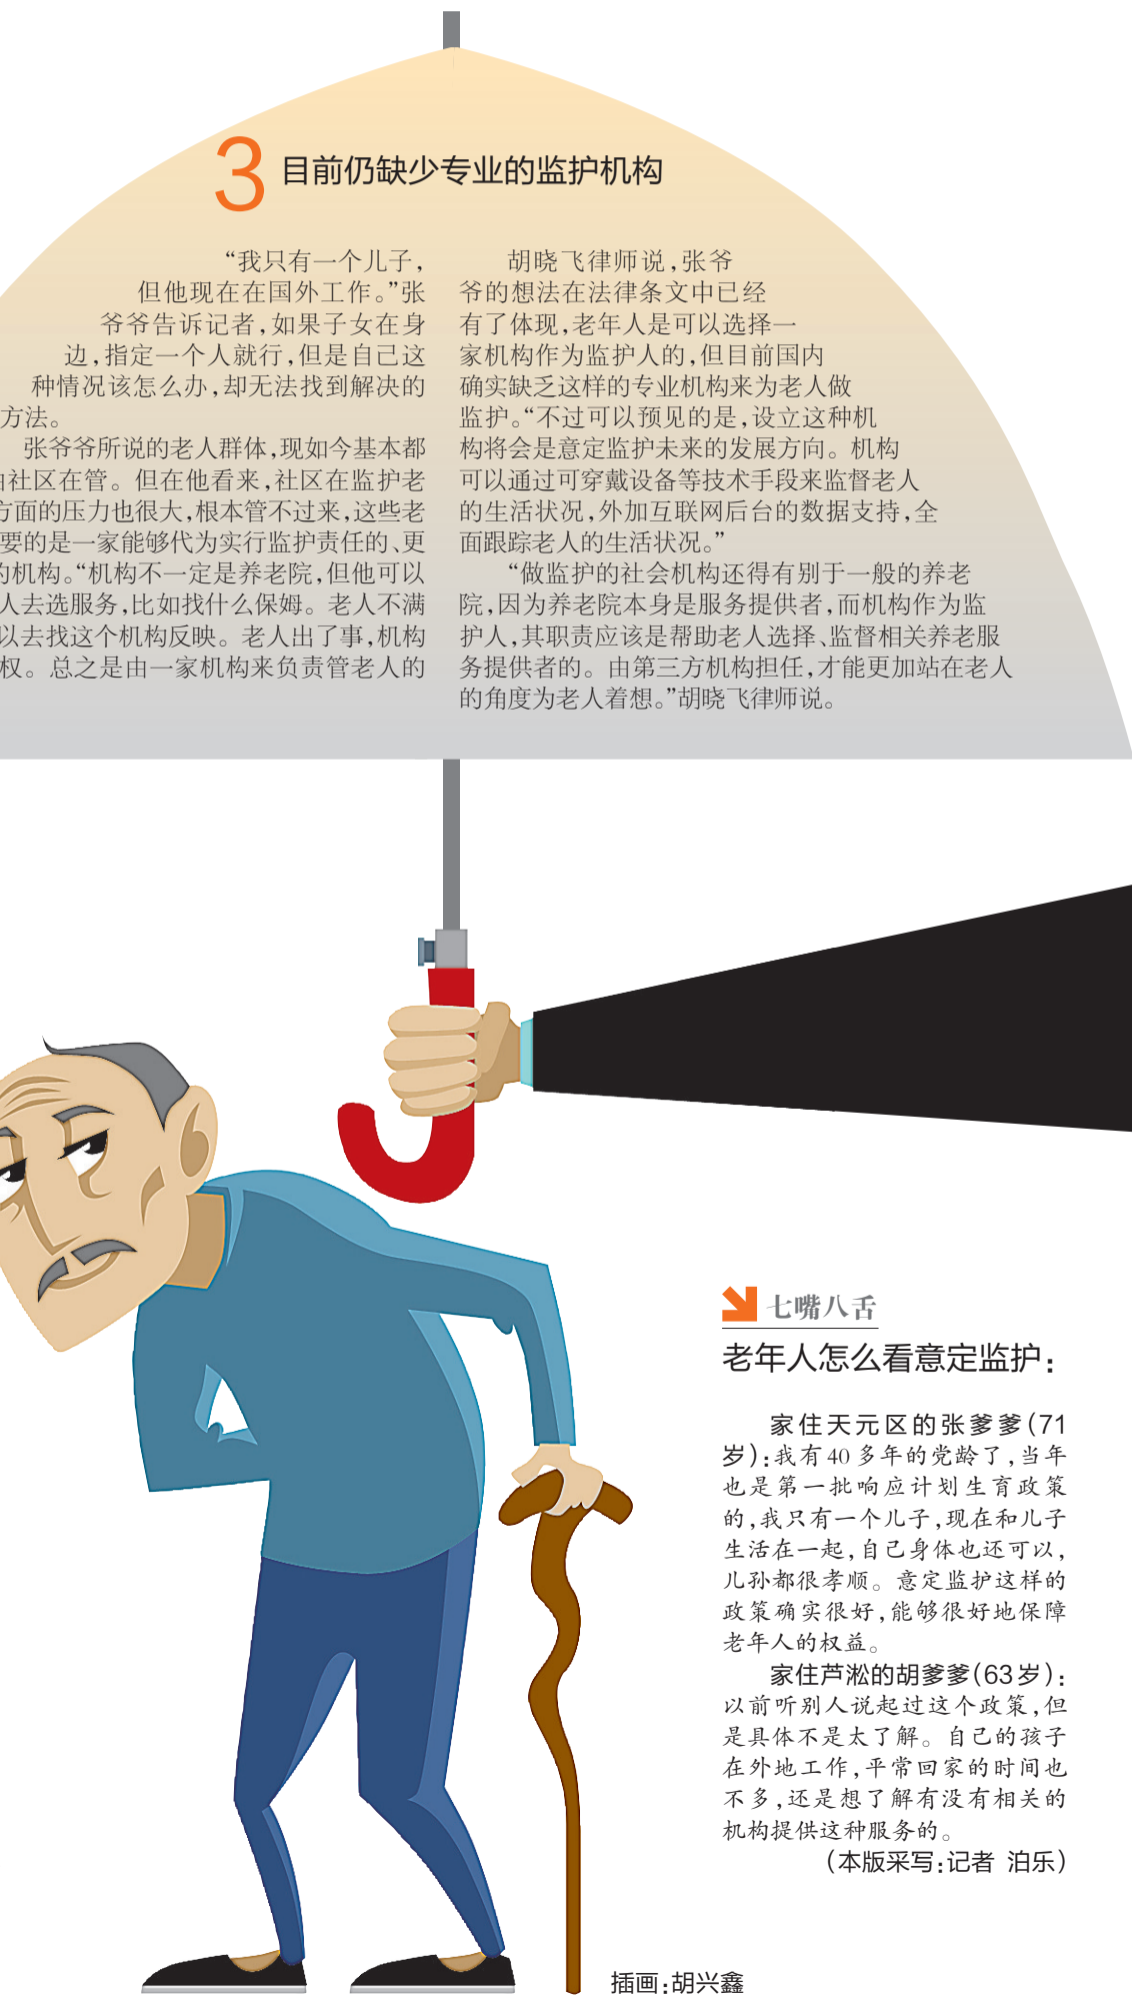 3 目前仍缺少专业的监护机构
“我只有一个儿子，
但他现在在国外工作。”张
爷爷告诉记者，如果子女在身
边，指定一个人就行，但是自己这
种情况该怎么办，却无法找到解决的
方法。
张爷爷所说的老人群体，现如今基本都
社区在管。但在他看来，社区在监护老
方面的压力也很大，根本管不过来，这些老
要的是一家能够代为实行监护责任的、更
的机构。“机构不一定是养老院，但他可以
人去选服务，比如找什么保姆。老人不满
以去找这个机构反映。老人出了事，机构
权。总之是由一家机构来负责管老人的
胡晓飞律师说，张爷
爷的想法在法律条文中已经
有了体现，老年人是可以选择一
家机构作为监护人的，但目前国内
确实缺乏这样的专业机构来为老人做
监护。“不过可以预见的是，设立这种机
构将会是意定监护未来的发展方向。机构
可以通过可穿戴设备等技术手段来监督老人
的生活状况，外加互联网后台的数据支持，全
面跟踪老人的生活状况。”
“做监护的社会机构还得有别于一般的养老
院，因为养老院本身是服务提供者，而机构作为监
护人，其职责应该是帮助老人选择、监督相关养老服
务提供者的。由第三方机构担任，才能更加站在老人
的角度为老人着想。”胡晓飞律师说。
七嘴八舌
老年人怎么看意定监护：
家住天元区的张爹爹（71
岁）：我有40多年的党龄了，当年
也是第一批响应计划生育政策
的，我只有一个儿子，现在和儿子
生活在一起，自己身体也还可以，
儿孙都很孝顺。意定监护这样的
政策确实很好，能够很好地保障
老年人的权益。
家住芦淞的胡爹爹（63岁）：
以前听别人说起过这个政策，但
是具体不是太了解。自己的孩子
在外地工作，平常回家的时间也
不多，还是想了解有没有相关的
机构提供这种服务的。
（本版采写：记者 泊乐）
插画：胡兴鑫